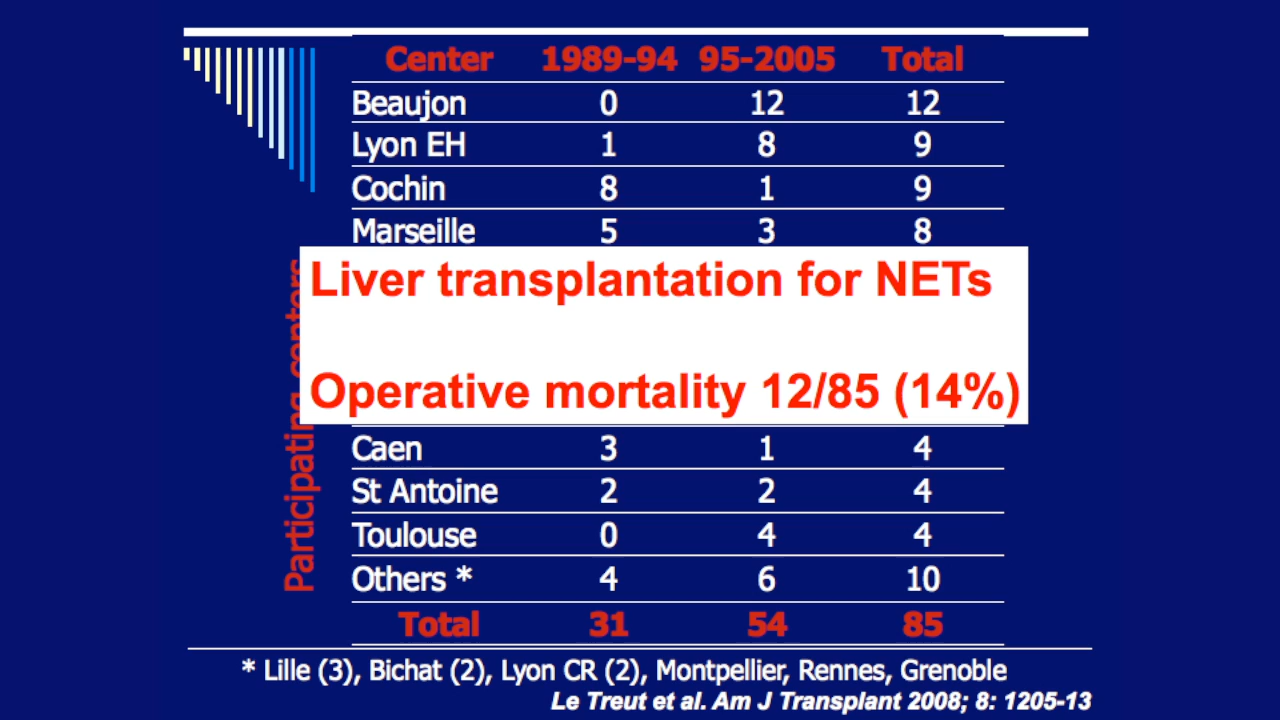 Center 1989-94 95-2005 Total
Beaujon 0 12 12
Lyon EH 1 8 9
Cochin 8 1 9
Marseille 5 3 8
Liver transplantation for NETs
Operative mortality 12/85 (14%)
Caen 3 1 4
St Antoine 2 2 4
Toulouse 0 4 4
Others * 4 6 10
Total 31 54 85
Participating centers
* Lille (3), Bichat (2), Lyon CR (2), Montpellier, Rennes, Grenoble
Le Treut et al. Am J Transplant 2008; 8: 1205-13